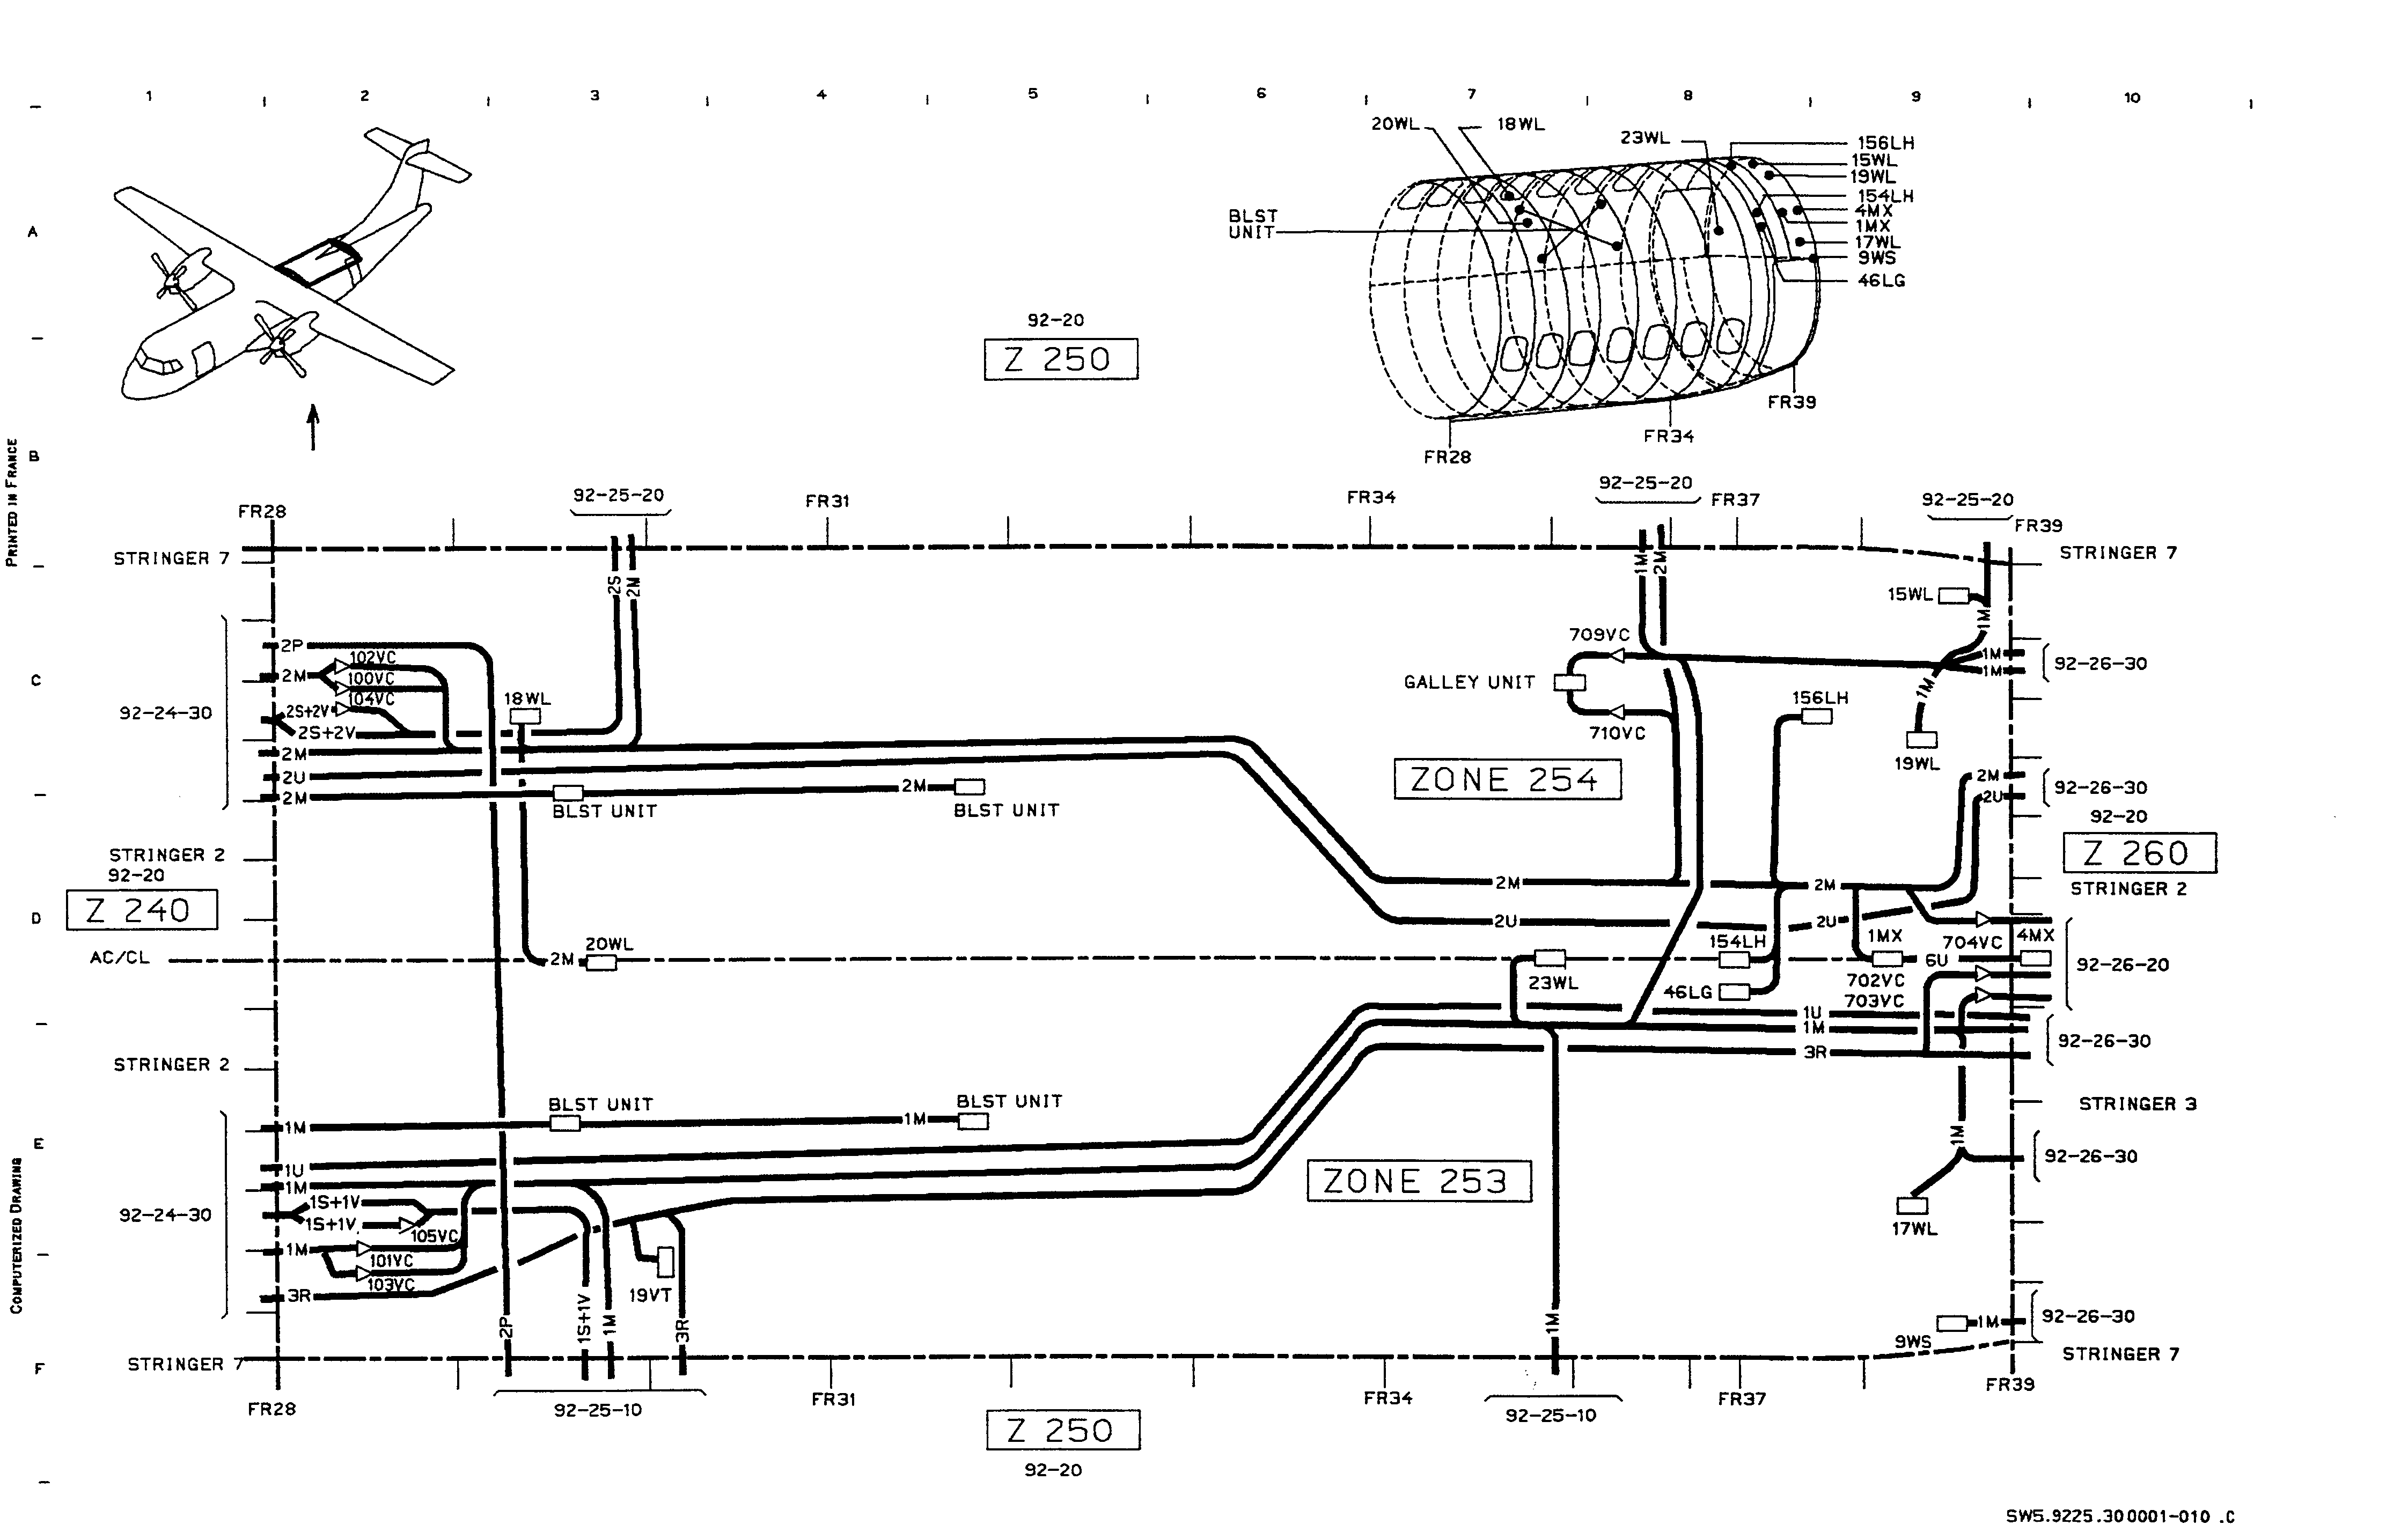 1 2 3 4 5 6 7 8 9 10
A
B
C
D
E
F
PRINTED IN FRANCE
COMPUTERIZED DRAWING
20WL
18WL
23WL
156LH
15WL
19WL
154LH
4MX
1MX
17WL
9WS
46LG
BLST
UNIT
92-20
Z 250
FR39
FR34
FR28
FR28
92-25-20
FR31
FR34
92-25-20
FR37
92-25-20
FR39
STRINGER 7
STRINGER 7
2S
2M
1M
2M
15WL
1M
2P
102VC
2M
100VC
104VC
2S+2V
2S+2V
92-24-30
18WL
709VC
GALLEY UNIT
710VC
156LH
1M
1M
92-26-30
1M
19WL
2M
2U
2M
BLST UNIT
2M
BLST UNIT
ZONE 254
2M
2U
92-26-30
92-20
Z 260
STRINGER 2
STRINGER 2
92-20
Z 240
2M
2M
2U
2U
AC/CL
2M
20WL
23WL
154LH
46LG
1MX
702VC
703VC
6U
704VC
4MX
92-26-20
1U
1M
3R
92-26-30
STRINGER 2
STRINGER 3
1M
BLST UNIT
1M
BLST UNIT
1U
1M
1S+1V
1S+1V
105VC
92-24-30
1M
101VC
103VC
3R
ZONE 253
1M
92-26-30
17WL
19VT
2P
1S+1V
1M
3R
1M
1M
9WS
92-26-30
STRINGER 7
STRINGER 7
FR28
92-25-10
FR31
FR34
92-25-10
FR37
FR39
Z 250
92-20
SW5.9225.300001-010 .C